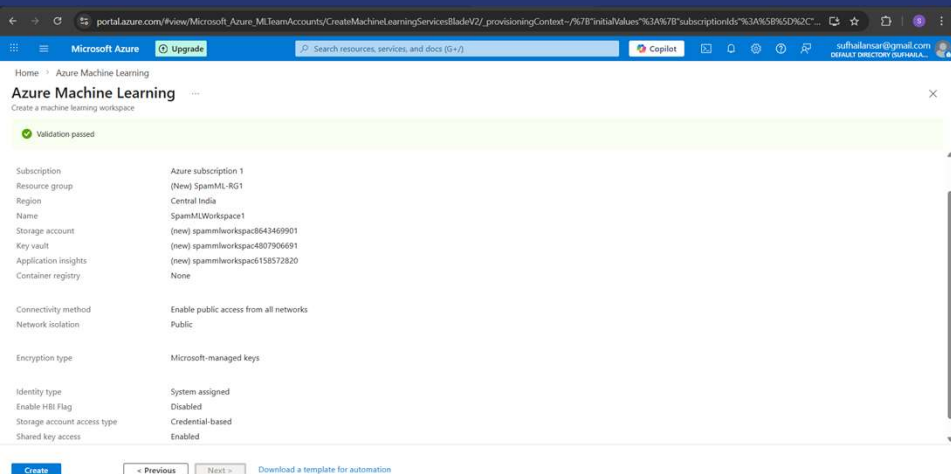 portal.azure.com/#view/Microsoft_Azure_MLTeamAccounts/CreateMachineLearningServicesBladeV2/_provisioningContext~/%7B"initialValues"%3A%7B"subscriptionIds"%3A%5B%5D%2C"...
Microsoft Azure Upgrade Search resources, services, and docs (G+/) Copilot sufhailansar@gmail.com
DEFAULT DIRECTORY (SUFHAILA...
Home > Azure Machine Learning
Azure Machine Learning ...
Create a machine learning workspace
Validation passed
Subscription Azure subscription 1
Resource group (New) SpamML-RG1
Region Central India
Name SpamMLWorkspace1
Storage account (new) spammlworkspac8643469901
Key vault (new) spammlworkspac4807906691
Application insights (new) spammlworkspac6158572820
Container registry None
Connectivity method Enable public access from all networks
Network isolation Public
Encryption type Microsoft-managed keys
Identity type System assigned
Enable HBI Flag Disabled
Storage account access type Credential-based
Shared key access Enabled
Create < Previous Next > Download a template for automation